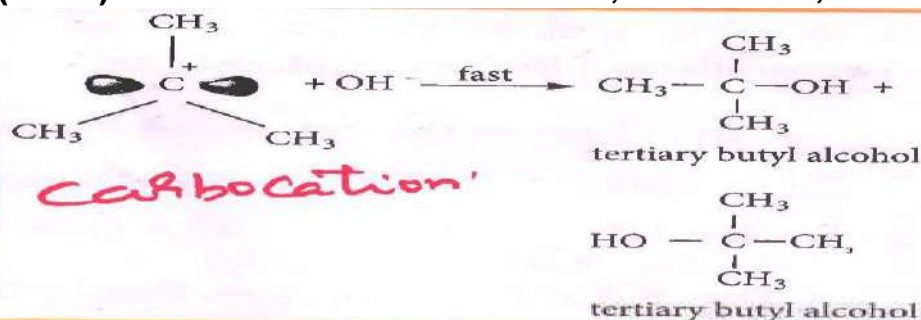 CH₃
C⁺
CH₃ CH₃
+ OH⁻ fast
CH₃— C —OH +
CH₃
CH₃
tertiary butyl alcohol
carbocation
CH₃
HO — C —CH,
CH₃
tertiary butyl alcohol